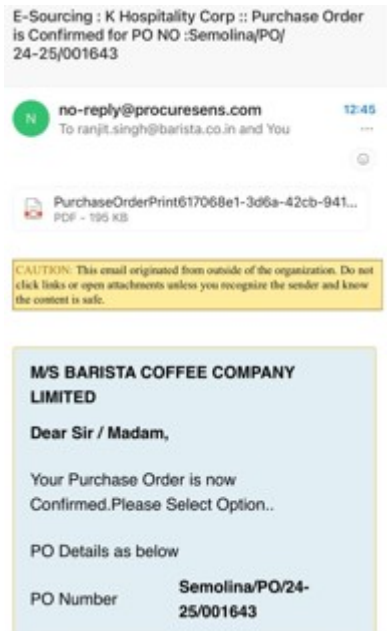 E-Sourcing : K Hospitality Corp :: Purchase Order
is Confirmed for PO NO :Semolina/PO/
24-25/001643
N
no-reply@procuresens.com
12:45
To ranjit.singh@barista.co.in and You
PurchaseOrderPrint617068e1-3d6a-42cb-941...
PDF - 195 KB
CAUTION: This email originated from outside of the organization. Do not
click links or open attachments unless you recognize the sender and know
the content is safe.
M/S BARISTA COFFEE COMPANY
LIMITED
Dear Sir / Madam,
Your Purchase Order is now
Confirmed.Please Select Option..
PO Details as below
PO Number
Semolina/PO/24-
25/001643